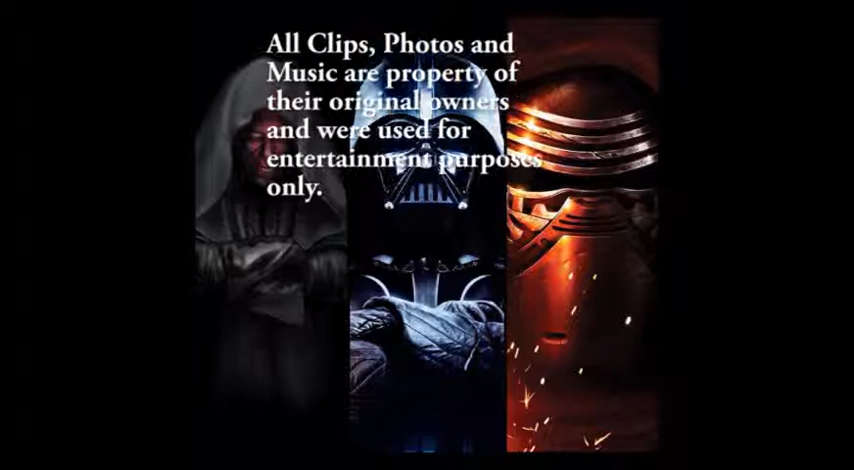 All Clips, Photos and
Music are property of
their original owners
and were used for
entertainment purposes
only.